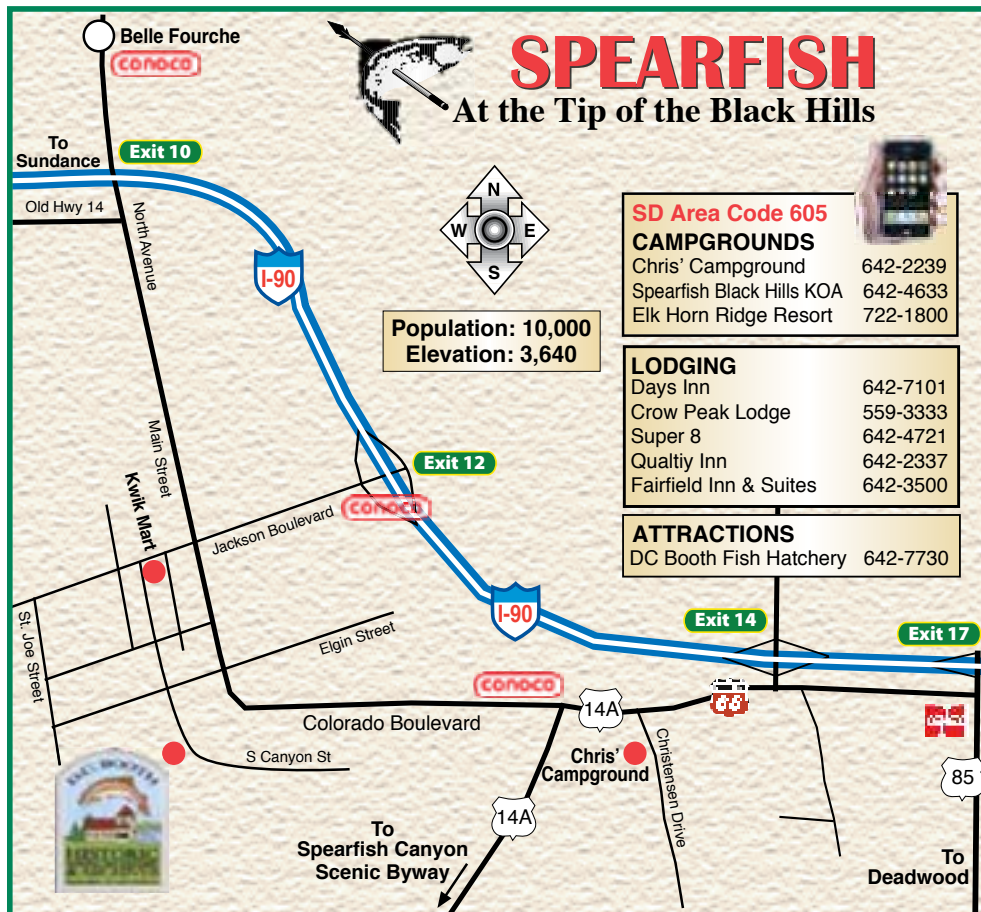 Belle Fourche
conoco
SPEARFISH
At the Tip of the Black Hills
To
Sundance
Exit 10
Old Hwy 14
North Avenue
I-90
N
W E
S
Population: 10,000
Elevation: 3,640
SD Area Code 605
CAMPGROUNDS
Chris' Campground 642-2239
Spearfish Black Hills KOA 642-4633
Elk Horn Ridge Resort 722-1800
LODGING
Days Inn 642-7101
Crow Peak Lodge 559-3333
Super 8 642-4721
Qualtiy Inn 642-2337
Fairfield Inn & Suites 642-3500
ATTRACTIONS
DC Booth Fish Hatchery 642-7730
Main Street
Kwik Mart
Exit 12
conoco
Jackson Boulevard
St. Joe Street
Elgin Street
I-90
Exit 14
Exit 17
conoco
14A
66
Colorado Boulevard
S Canyon St
Chris'
Campground
Christensen Drive
85
14A
To
Spearfish Canyon
Scenic Byway
To
Deadwood
HISTORIC